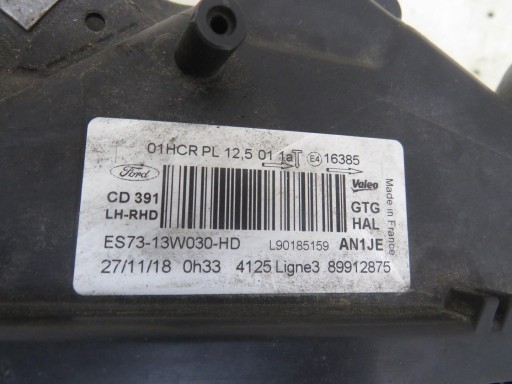 01HCR PL 12,5 01 1aT E4 16385
Ford
Valeo
CD 391
LH-RHD
GTG
HAL
Made in France
ES73-13W030-HD L90185159 AN1JE
27/11/18 0h33 4125 Ligne3 89912875